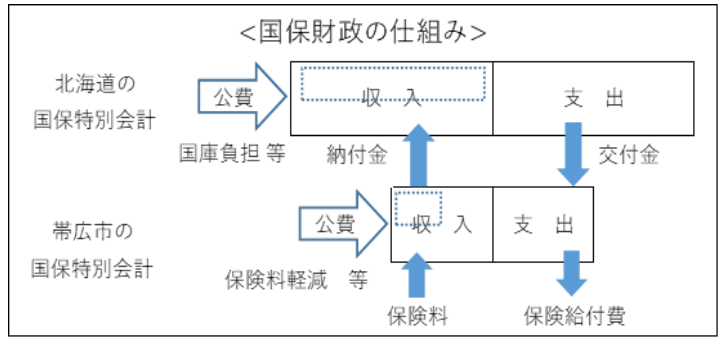 <国保財政の仕組み>
北海道の
国保特別会計
公費
収 入
支 出
国庫負担 等
納付金
交付金
帯広市の
国保特別会計
公費
収 入
支 出
保険料軽減 等
保険料
保険給付費